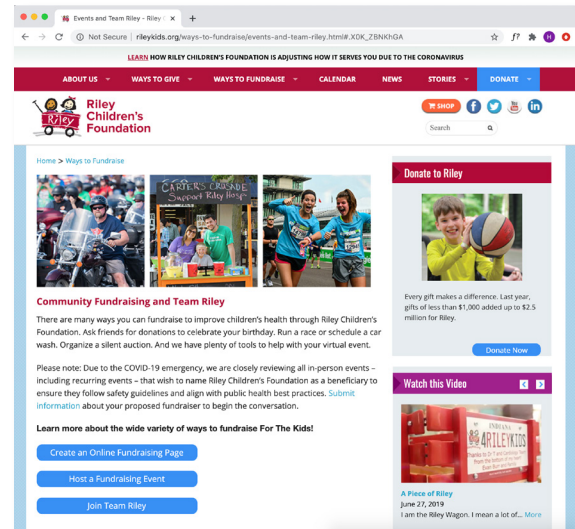 Events and Team Riley - Riley C
Not Secure | rileykids.org/ways-to-fundraise/events-and-team-riley.html#.X0K_ZBNKhGA
f?
H
LEARN HOW RILEY CHILDREN'S FOUNDATION IS ADJUSTING HOW IT SERVES YOU DUE TO THE CORONAVIRUS
ABOUT US WAYS TO GIVE WAYS TO FUNDRAISE CALENDAR NEWS STORIES DONATE
Riley
Riley
Children's
Foundation
SHOP
Search
Home > Ways to Fundraise
CARTER'S CRUSADE
Support Riley Hosp
Community Fundraising and Team Riley
There are many ways you can fundraise to improve children's health through Riley Children's
Foundation. Ask friends for donations to celebrate your birthday. Run a race or schedule a car
wash. Organize a silent auction. And we have plenty of tools to help with your virtual event.
Please note: Due to the COVID-19 emergency, we are closely reviewing all in-person events –
including recurring events – that wish to name Riley Children's Foundation as a beneficiary to
ensure they follow safety guidelines and align with public health best practices. Submit
information about your proposed fundraiser to begin the conversation.
Learn more about the wide variety of ways to fundraise For The Kids!
Create an Online Fundraising Page
Host a Fundraising Event
Join Team Riley
Donate to Riley
Every gift makes a difference. Last year,
gifts of less than $1,000 added up to $2.5
million for Riley.
Donate Now
Watch this Video
INDIANA
4RILEYKIDS
A Piece of Riley
June 27, 2019
I am the Riley Wagon. I mean a lot of... More